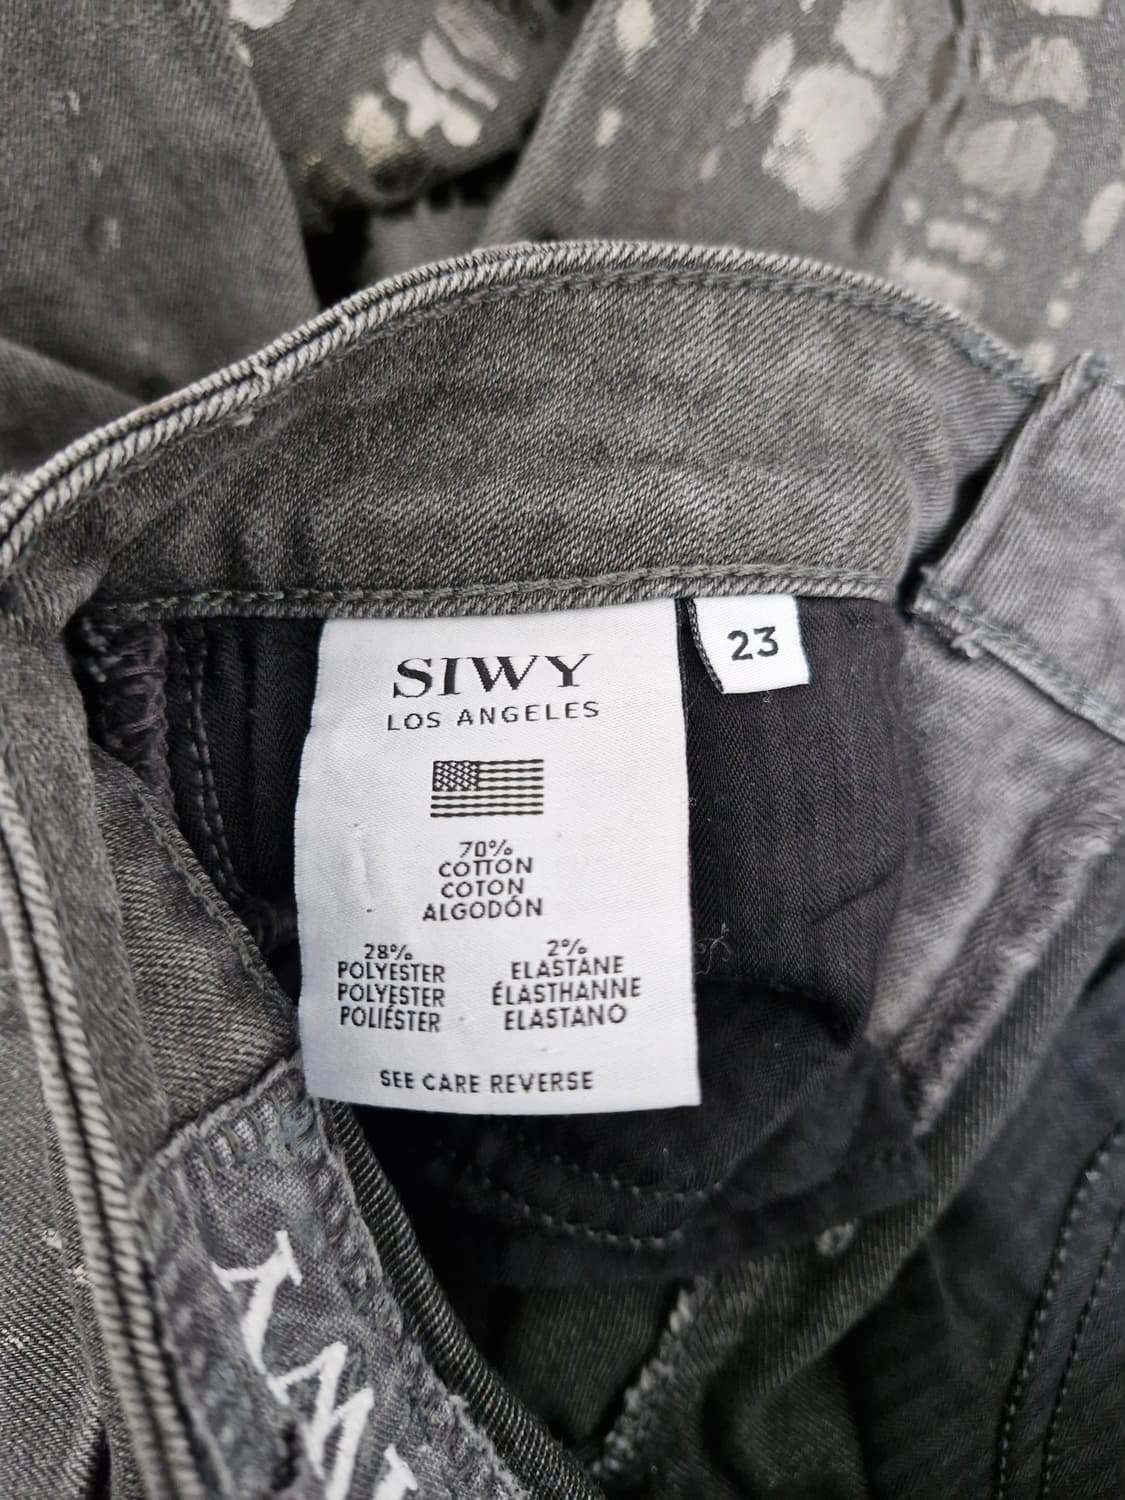 SIWY
LOS ANGELES
23
70%
COTTON
COTON
ALGODÓN
28%
POLYESTER
POLYESTER
POLIÉSTER
2%
ELASTANE
ÉLASTHANNE
ELASTANO
SEE CARE REVERSE